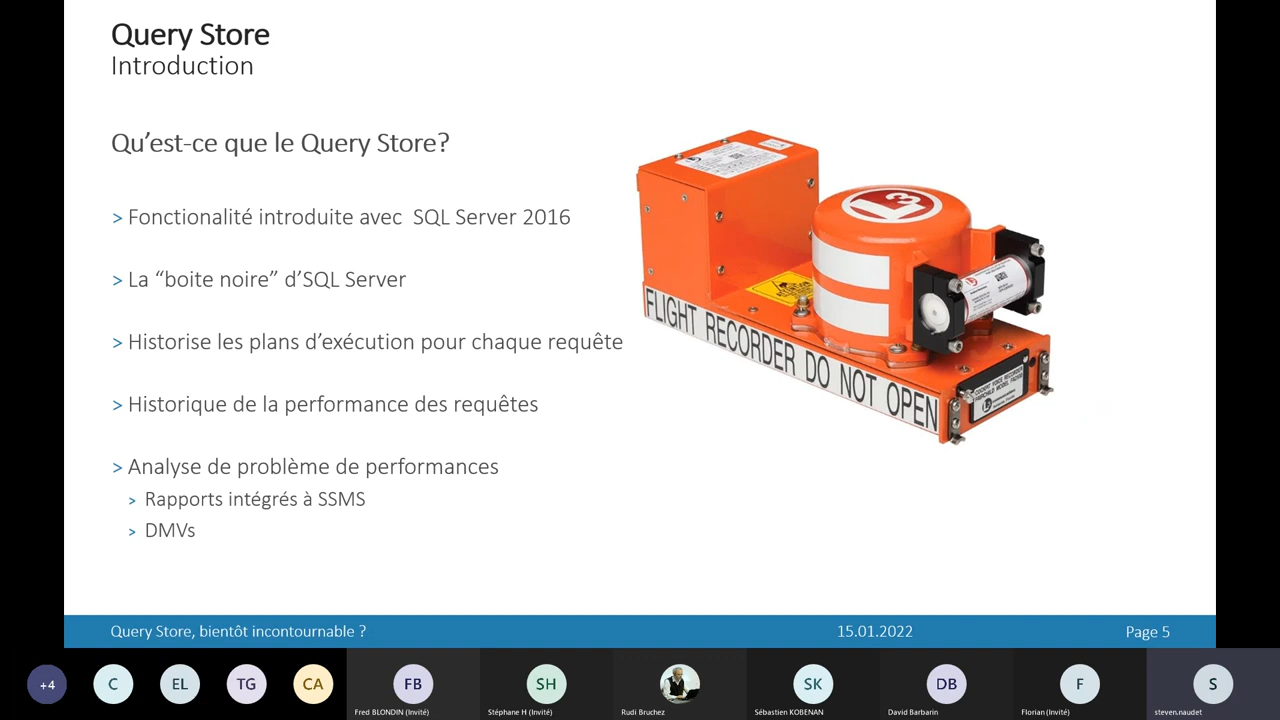 Query Store
Introduction
Qu’est-ce que le Query Store?
> Fonctionalité introduite avec  SQL Server 2016
> La “boite noire” d’SQL Server
> Historise les plans d’exécution pour chaque requête
> Historique de la performance des requêtes
> Analyse de problème de performances
> Rapports intégrés à SSMS
> DMVs
L3
FLIGHT RECORDER DO NOT OPEN
Query Store, bientôt incontournable ?
15.01.2022
Page 5
+4
C
EL
TG
CA
FB
SH
SK
DB
F
S
Fred BLONDIN (Invité)
Stéphane H (Invité)
Rudi Bruchez
Sébastien KOBENAN
David Barbarin
Florian (Invité)
steven.naudet